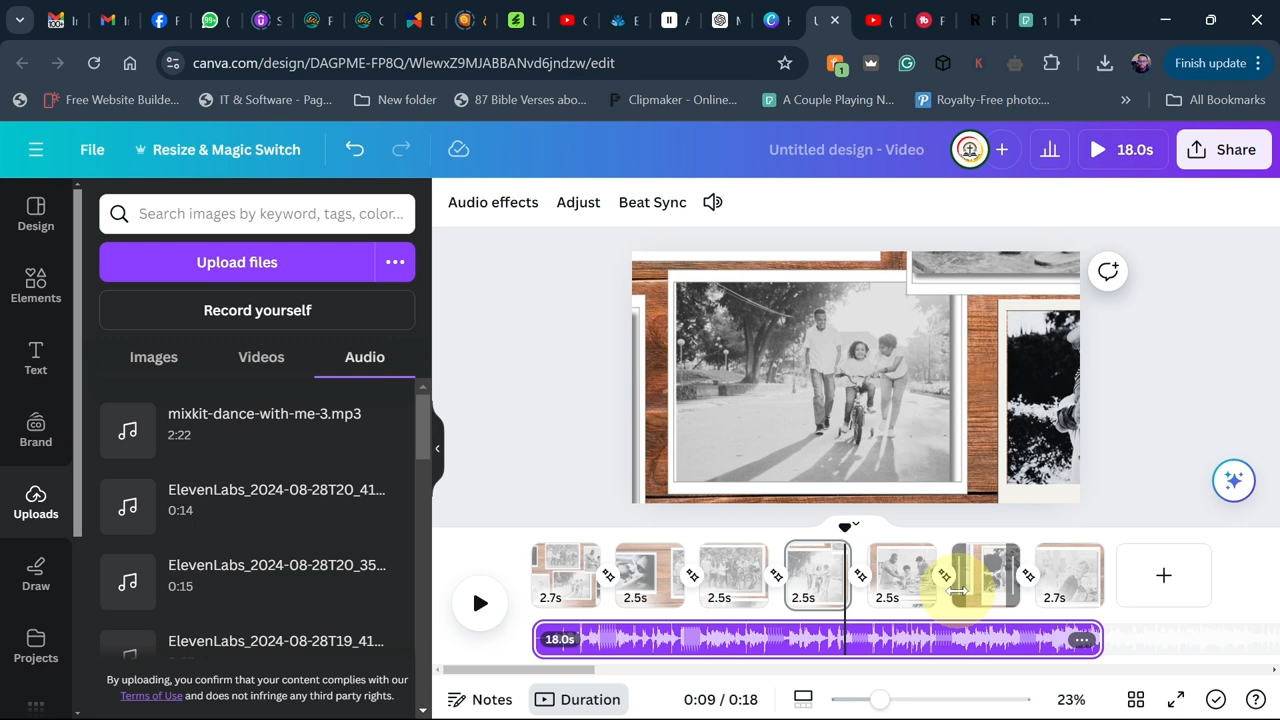 In
M
F
(
S
F
C
D
(
L
C
E
A
N
H
U
(
F
F
1
canva.com/design/DAGPME-FP8Q/WlewxZ9MJABBANvd6jndzw/edit
1
K
Finish update
Free Website Builde...
IT & Software - Pag...
New folder
87 Bible Verses abo...
Clipmaker - Online...
A Couple Playing N...
Royalty-Free photo:...
»
All Bookmarks
File
Resize & Magic Switch
Untitled design - Video
18.0s
Share
Design
Elements
Text
Brand
Uploads
Draw
Projects
Search images by keyword, tags, color...
Upload files
Record yourself
Images
Videos
Audio
mixkit-dance-with-me-3.mp3
2:22
ElevenLabs_2024-08-28T20_41...
0:14
ElevenLabs_2024-08-28T20_35...
0:15
ElevenLabs_2024-08-28T19_41...
By uploading, you confirm that your content complies with our
Terms of Use and does not infringe any third party rights.
Audio effects
Adjust
Beat Sync
2.7s
2.5s
2.5s
2.5s
2.5s
2.7s
18.0s
Notes
Duration
0:09 / 0:18
23%